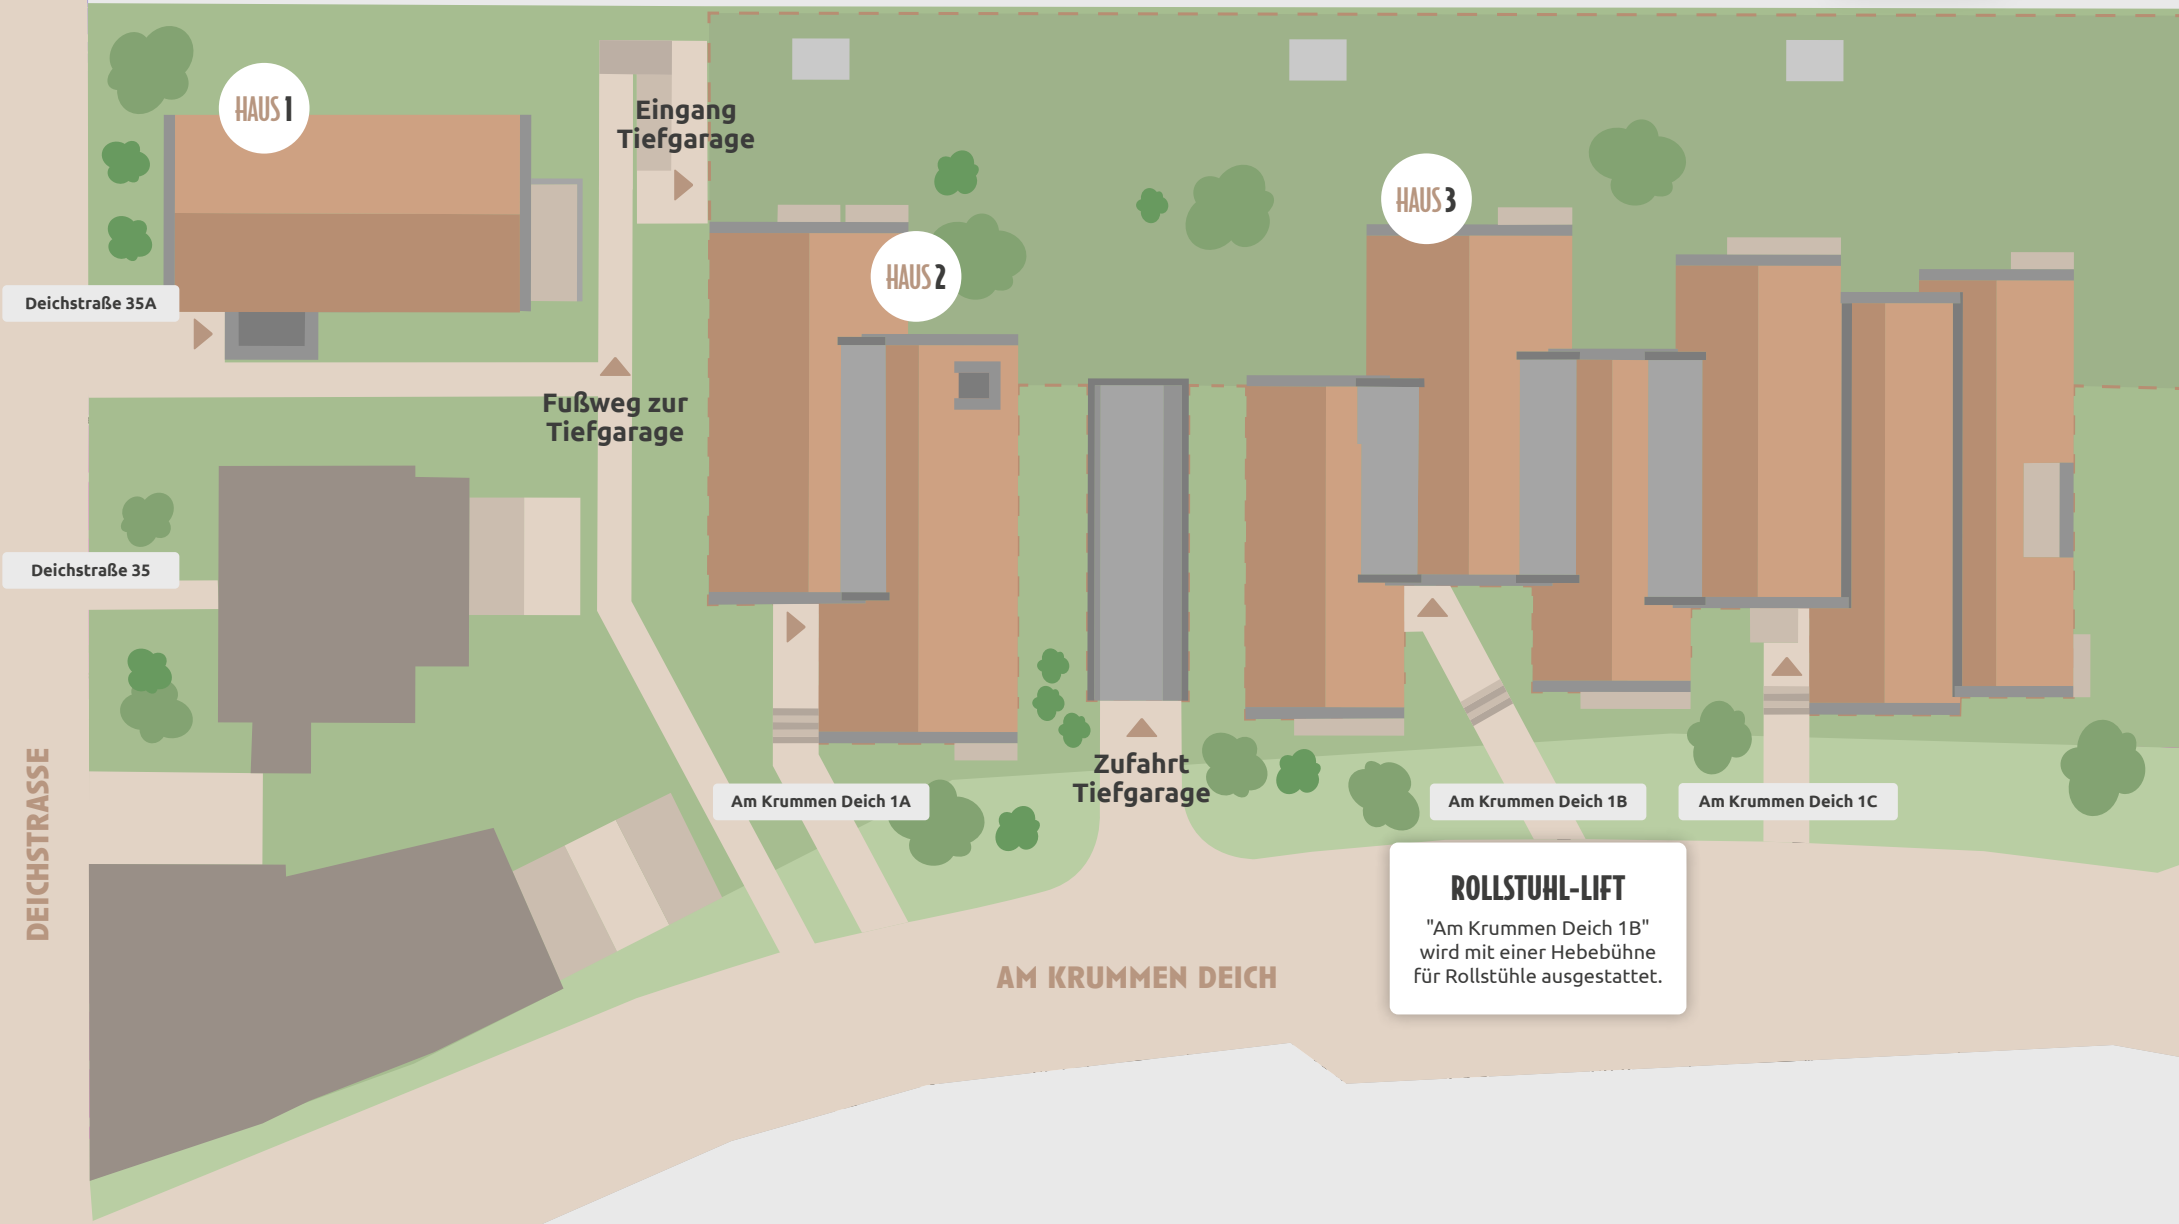 HAUS 1
Eingang
Tiefgarage
HAUS 3
HAUS 2
Deichstraße 35A
Fußweg zur
Tiefgarage
Deichstraße 35
Zufahrt
Tiefgarage
Am Krummen Deich 1A
Am Krummen Deich 1B
Am Krummen Deich 1C
DEICHSTRASSE
ROLLSTUHL-LIFT
"Am Krummen Deich 1B"
wird mit einer Hebebühne
für Rollstühle ausgestattet.
AM KRUMMEN DEICH